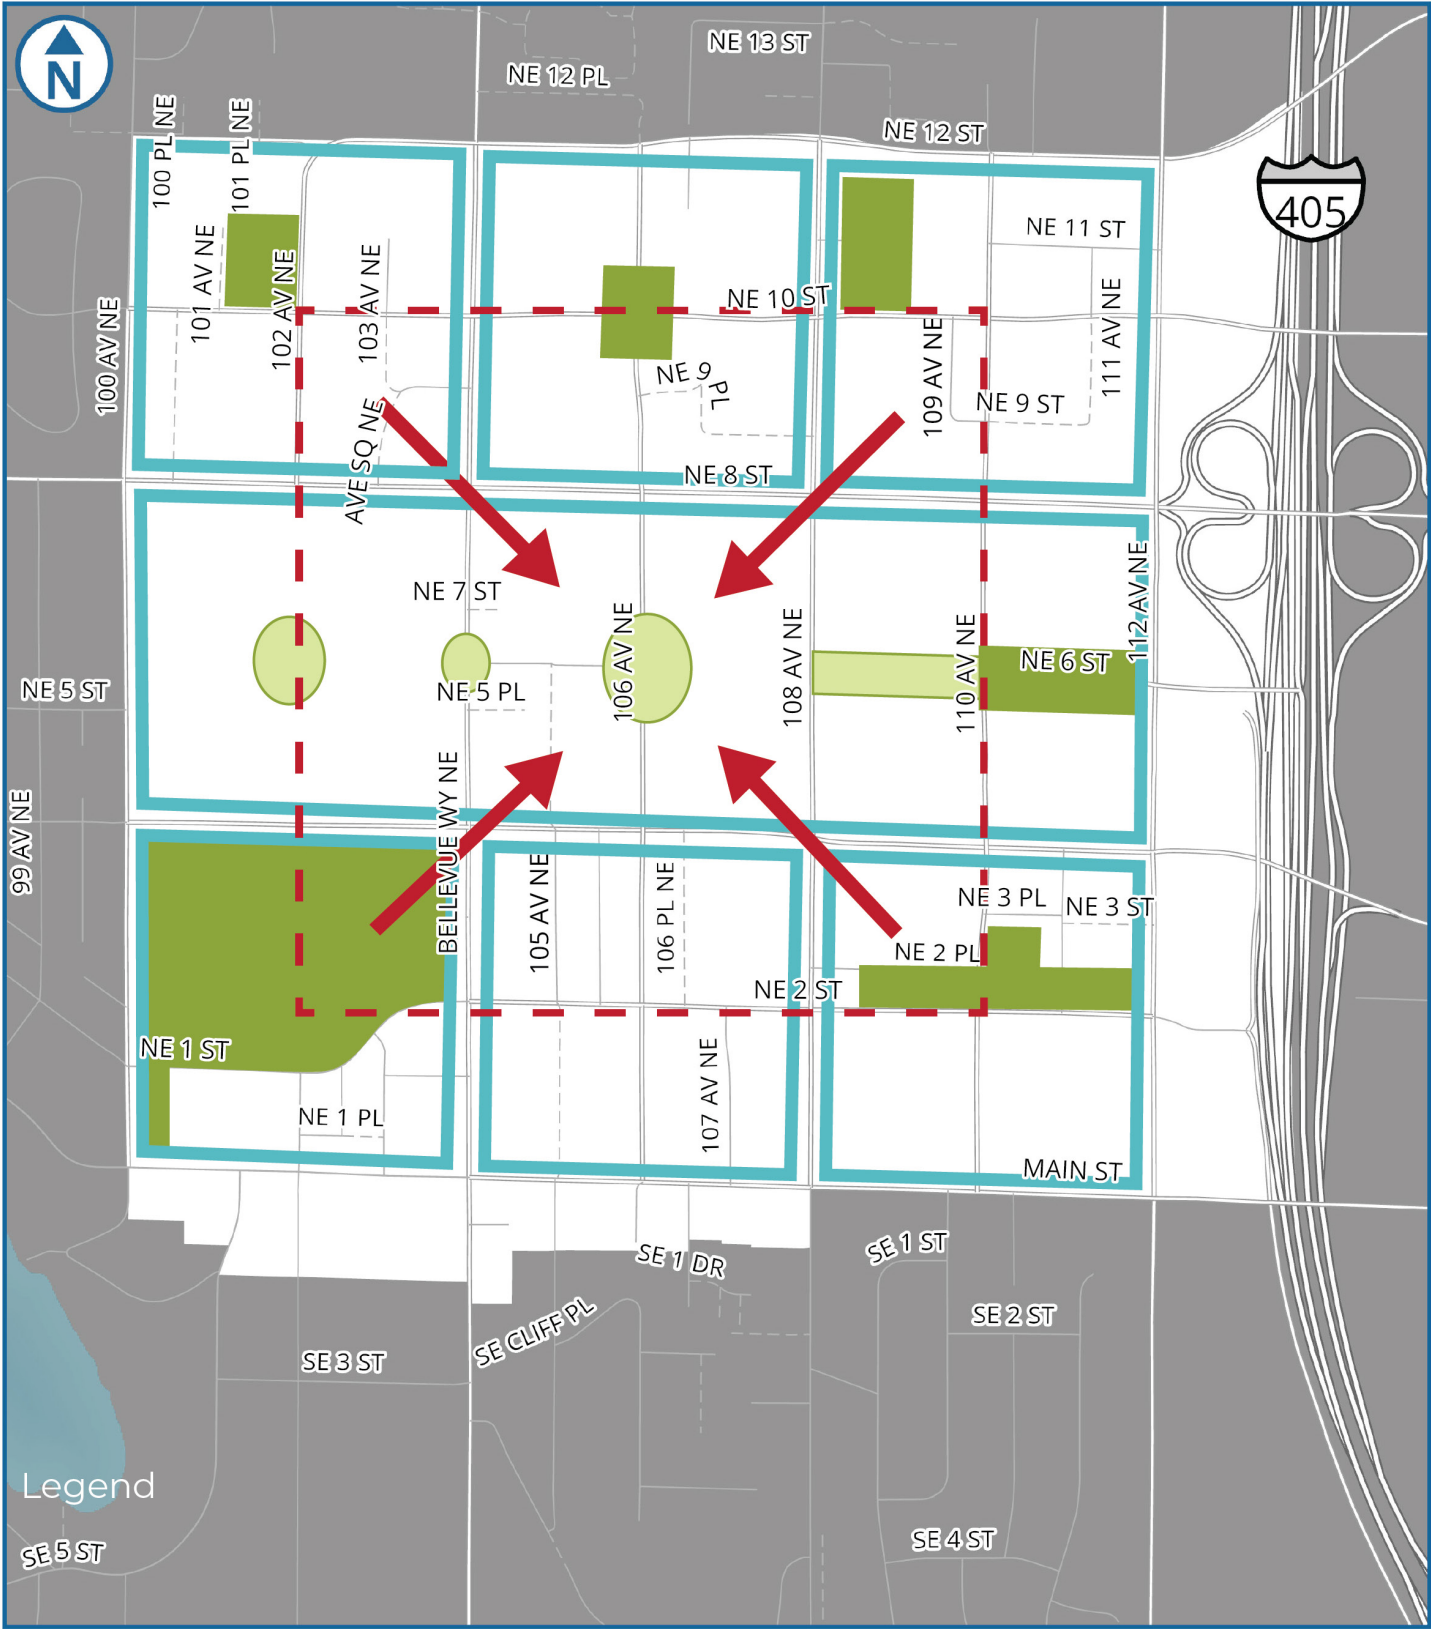 N
NE 13 ST
NE 12 PL
NE 12 ST
100 PL NE
101 PL NE
405
NE 11 ST
101 AV NE
102 AV NE
103 AV NE
100 AV NE
NE 10 ST
109 AV NE
111 AV NE
NE 9
PL
NE 9 ST
AVE SQ NE
NE 8 ST
NE 7 ST
106 AV NE
108 AV NE
110 AV NE
112 AV NE
NE 6 ST
NE 5 ST
NE 5 PL
BELLEVUE WY NE
99 AV NE
105 AV NE
106 PL NE
NE 3 PL
NE 3 ST
NE 2 PL
NE 2 ST
NE 1 ST
107 AV NE
NE 1 PL
MAIN ST
SE 1 DR
SE 1 ST
SE CLIFF PL
SE 2 ST
SE 3 ST
Legend
SE 4 ST
SE 5 ST